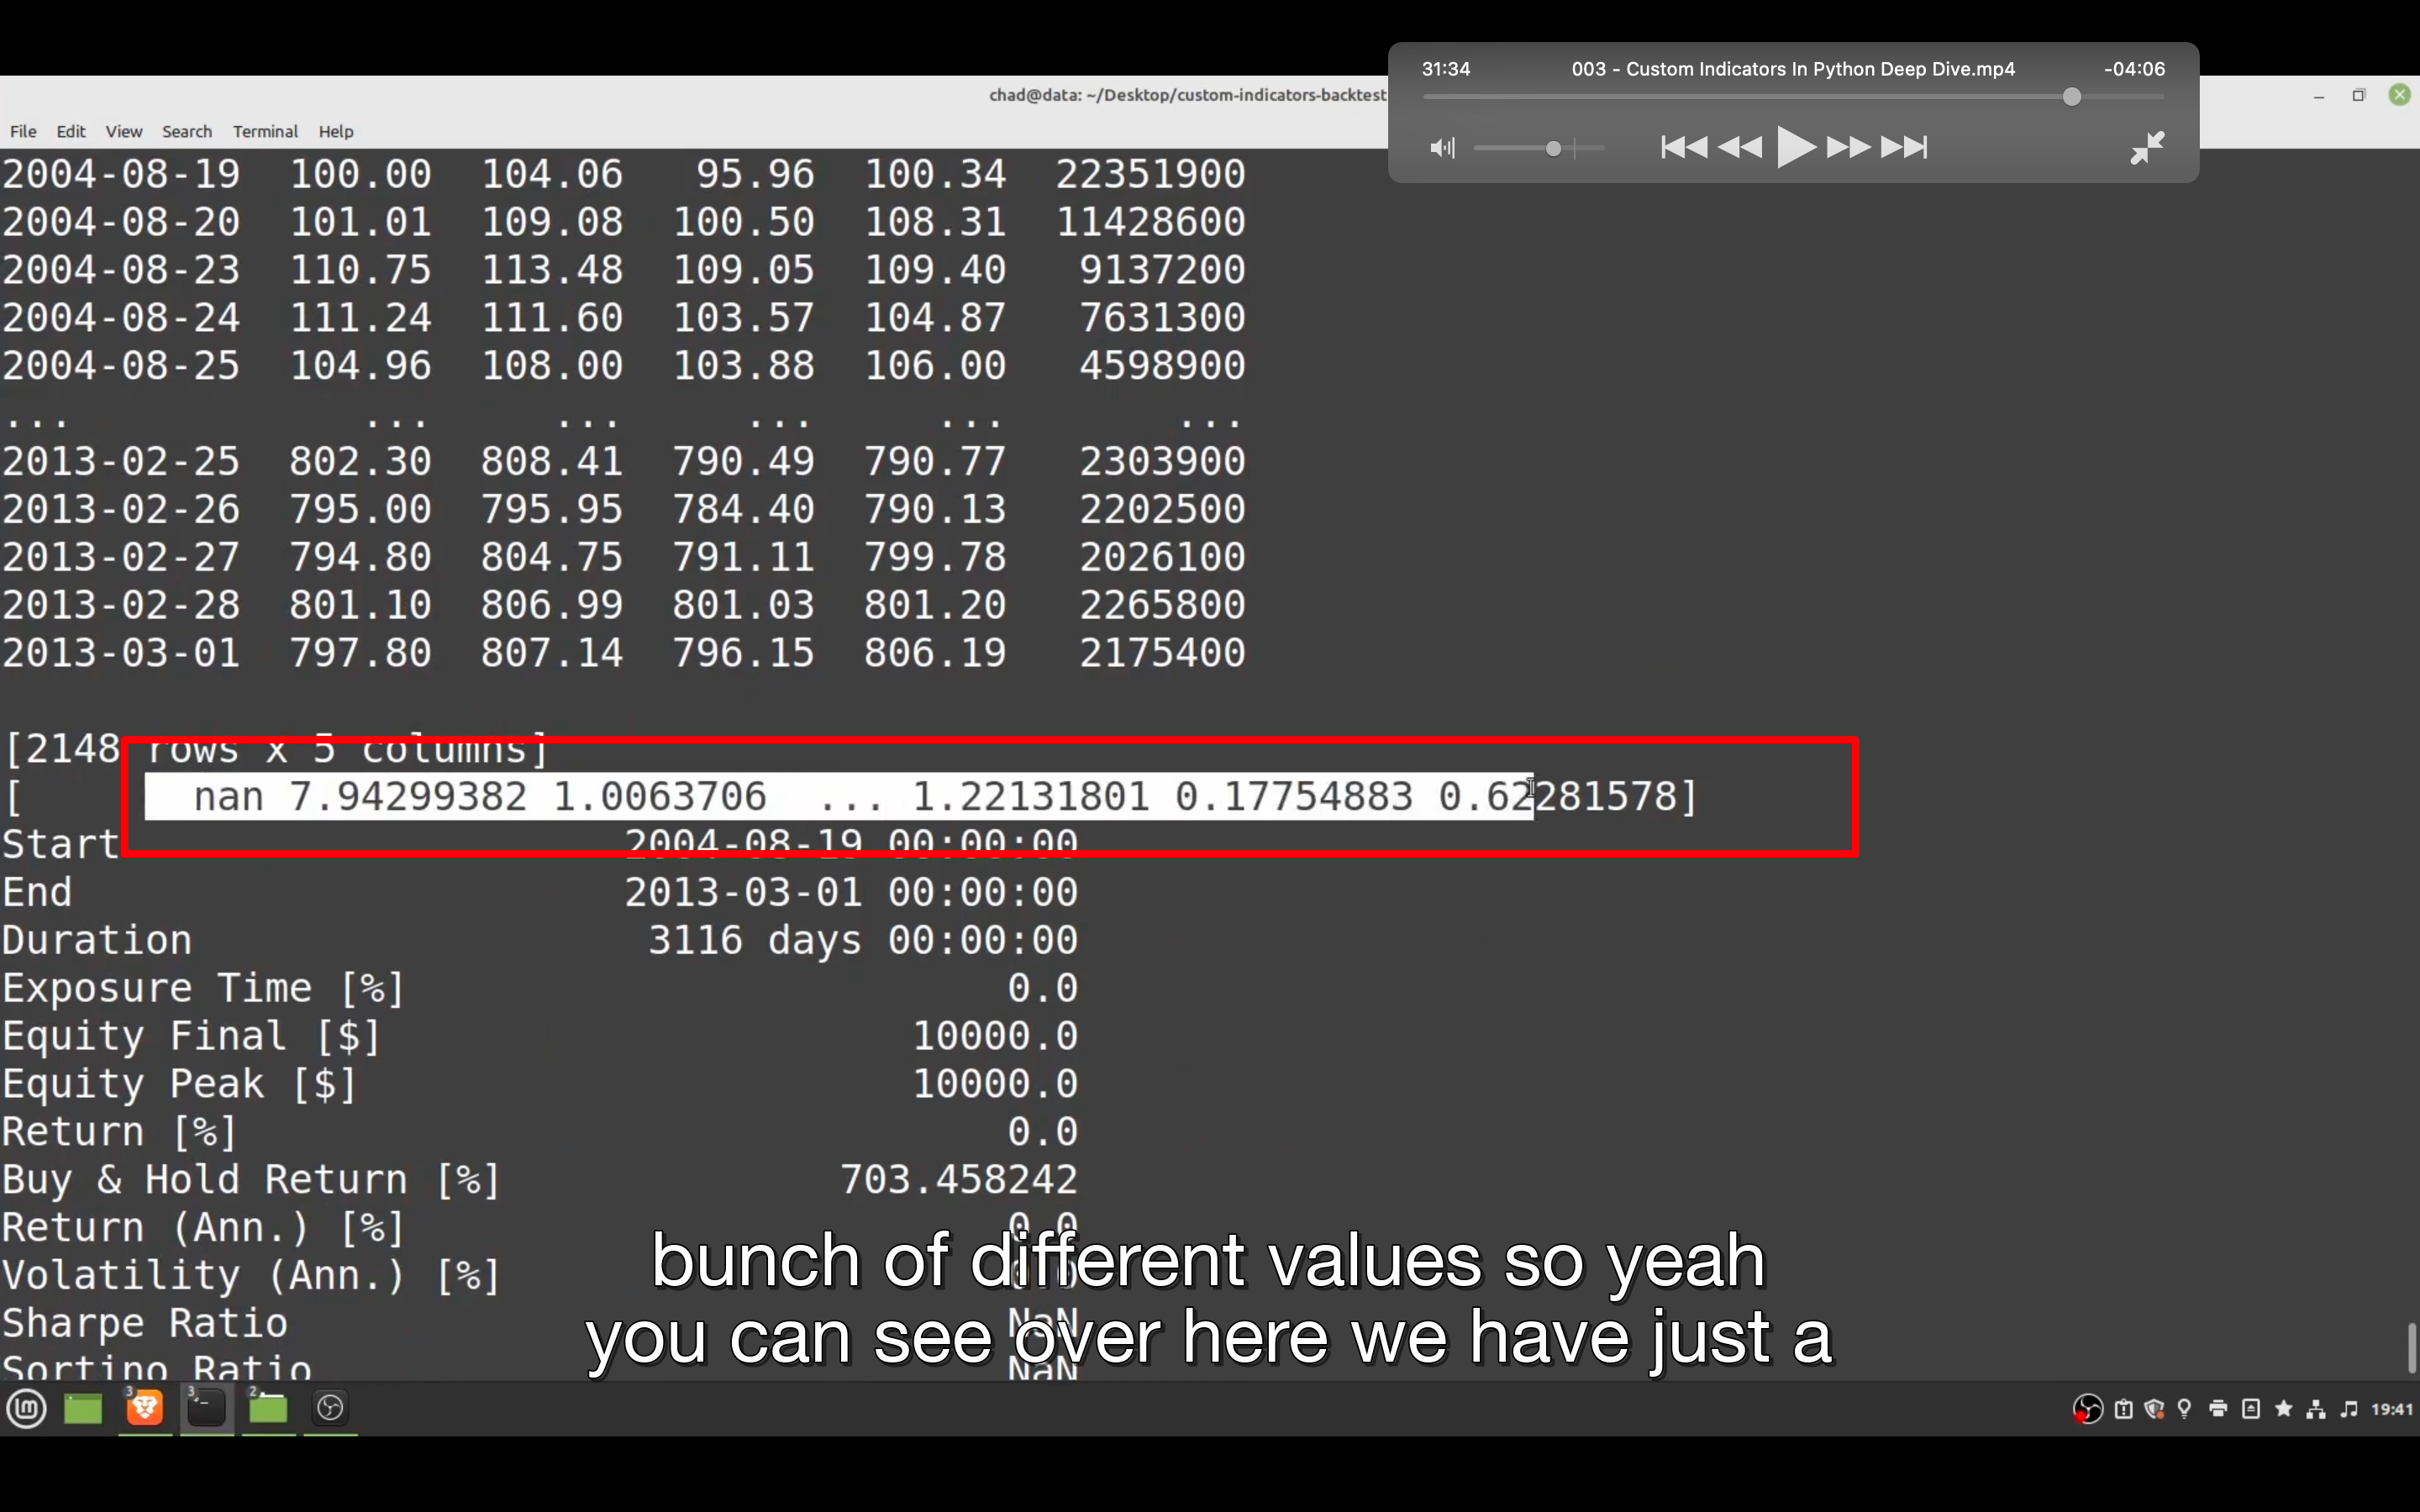 31:34 003 - Custom Indicators In Python Deep Dive.mp4 -04:06
chad@data: ~/Desktop/custom-indicators-backtest
File Edit View Search Terminal Help
2004-08-19 100.00 104.06 95.96 100.34 22351900
2004-08-20 101.01 109.08 100.50 108.31 11428600
2004-08-23 110.75 113.48 109.05 109.40 9137200
2004-08-24 111.24 111.60 103.57 104.87 7631300
2004-08-25 104.96 108.00 103.88 106.00 4598900
... ... ... ... ... ...
2013-02-25 802.30 808.41 790.49 790.77 2303900
2013-02-26 795.00 795.95 784.40 790.13 2202500
2013-02-27 794.80 804.75 791.11 799.78 2026100
2013-02-28 801.10 806.99 801.03 801.20 2265800
2013-03-01 797.80 807.14 796.15 806.19 2175400
[2148 rows x 5 columns]
[ nan 7.94299382 1.0063706 ... 1.22131801 0.17754883 0.62281578]
Start 2004-08-19 00:00:00
End 2013-03-01 00:00:00
Duration 3116 days 00:00:00
Exposure Time [%] 0.0
Equity Final [$] 10000.0
Equity Peak [$] 10000.0
Return [%] 0.0
Buy & Hold Return [%] 703.458242
Return (Ann.) [%] 0.0
Volatility (Ann.) [%] 0.0
Sharpe Ratio NaN
Sortino Ratio NaN
bunch of different values so yeah
you can see over here we have just a
3 3 2 19:41